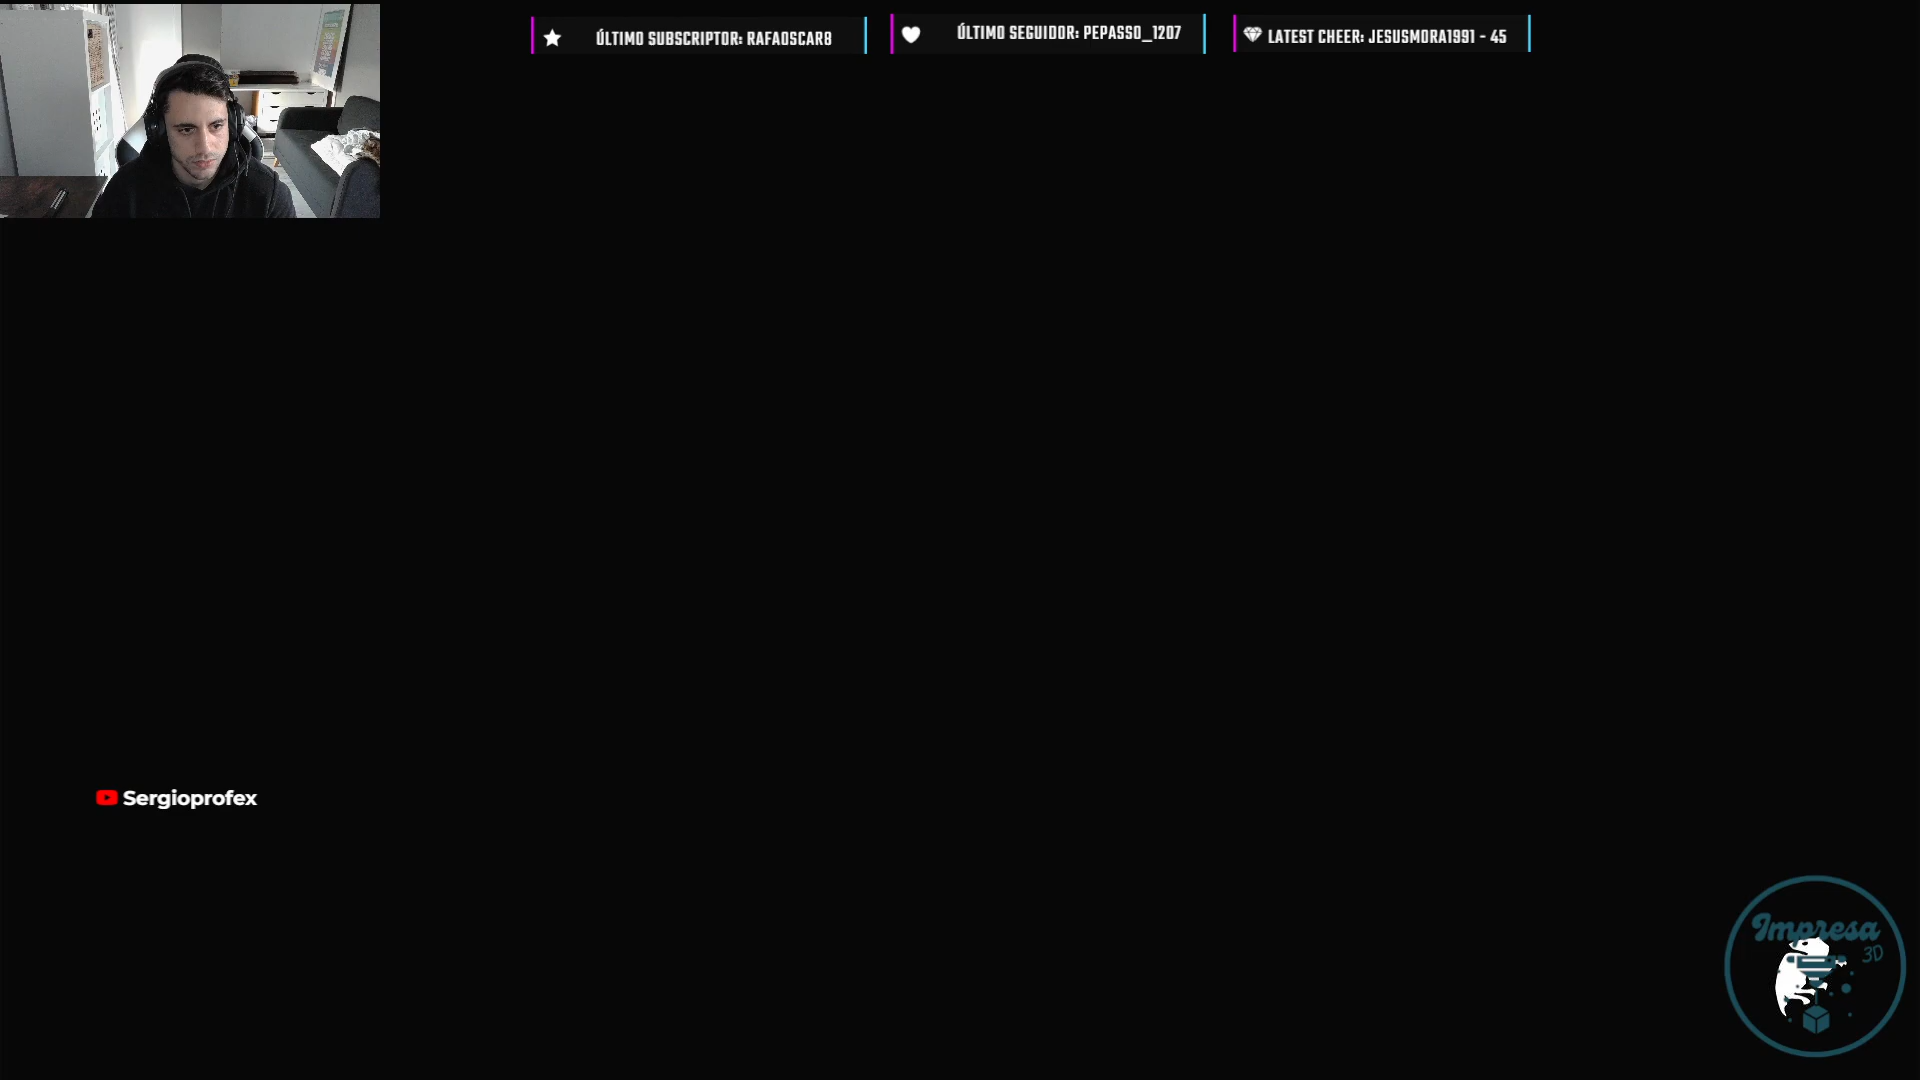 ÚLTIMO SUBSCRIPTOR: RAFAOSCAR8
ÚLTIMO SEGUIDOR: PEPASSO_1207
LATEST CHEER: JESUSMORA1991 - 45
Sergioprofex
Impresa
3D